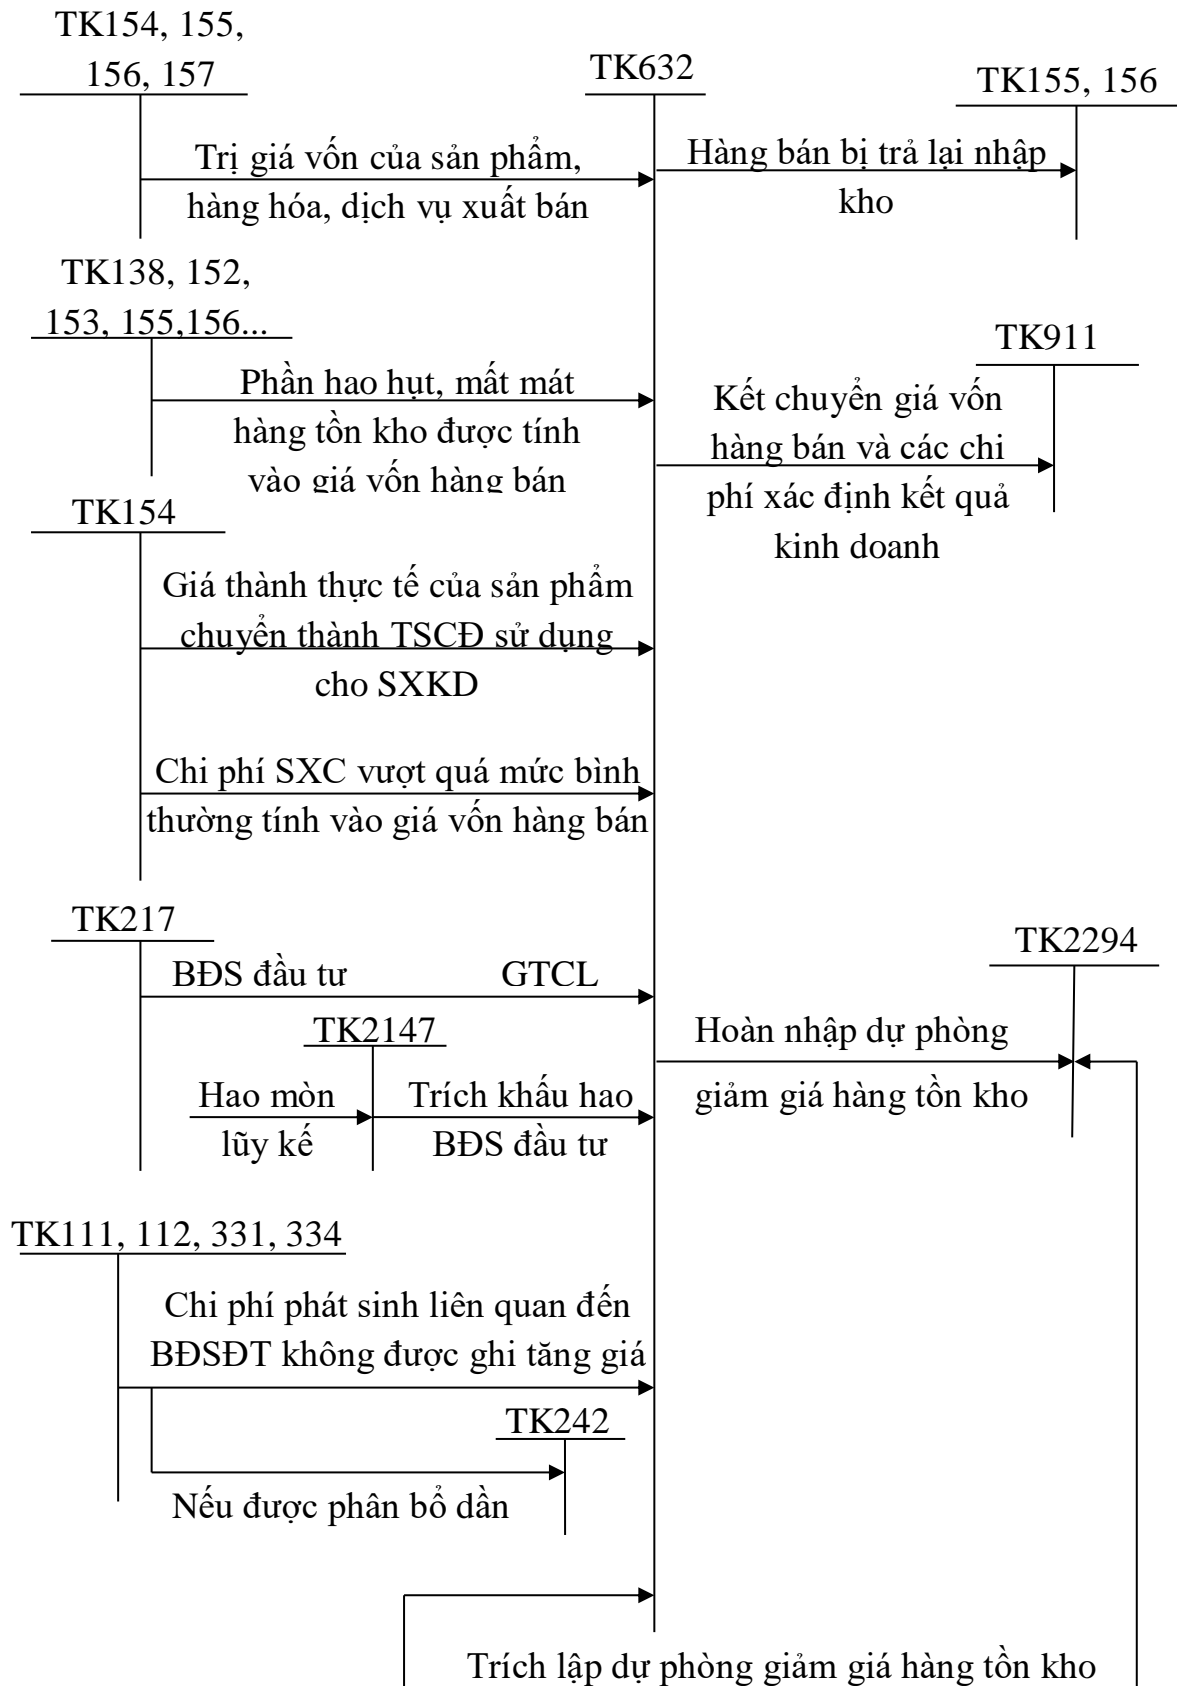 TK154, 155,
156, 157
TK632
TK155, 156
Trị giá vốn của sản phẩm,
hàng hóa, dịch vụ xuất bán
Hàng bán bị trả lại nhập
kho
TK138, 152,
153, 155,156...
Phần hao hụt, mất mát
hàng tồn kho được tính
vào giá vốn hàng bán
TK911
Kết chuyển giá vốn
hàng bán và các chi
phí xác định kết quả
kinh doanh
TK154
Giá thành thực tế của sản phẩm
chuyển thành TSCĐ sử dụng
cho SXKD
Chi phí SXC vượt quá mức bình
thường tính vào giá vốn hàng bán
TK217
BĐS đầu tư GTCL
TK2147
Hao mòn
lũy kế
Trích khấu hao
BĐS đầu tư
TK2294
Hoàn nhập dự phòng
giảm giá hàng tồn kho
TK111, 112, 331, 334
Chi phí phát sinh liên quan đến
BĐSĐT không được ghi tăng giá
TK242
Nếu được phân bổ dần
Trích lập dự phòng giảm giá hàng tồn kho